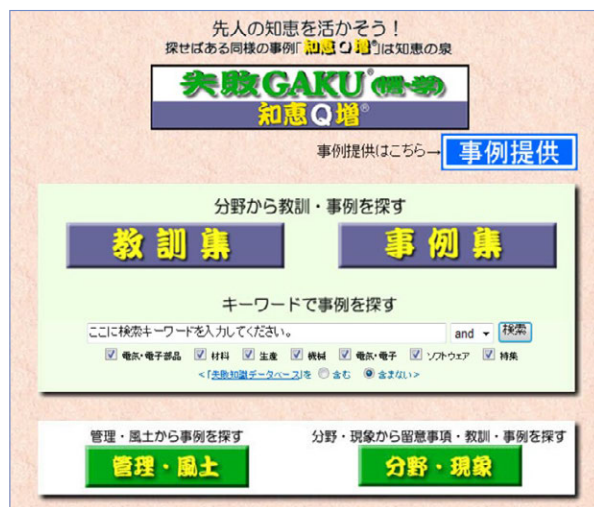 先人の知恵を活かそう！
探せばある同様の事例｢知恵Q増®｣は知恵の泉
失敗GAKU®
知恵Q増®
事例提供はこちら→ 事例提供
分野から教訓・事例を探す
教訓集 事例集
キーワードで事例を探す
ここに検索キーワードを入力してください。 and 検索
電気・電子部品 材料 生産 機械 電気・電子 ソフトウェア 特集
<｢失敗知識データベース｣を 含む 含まない>
管理・風土から事例を探す 分野・現象から留意事項・教訓・事例を探す
管理・風土 分野・現象